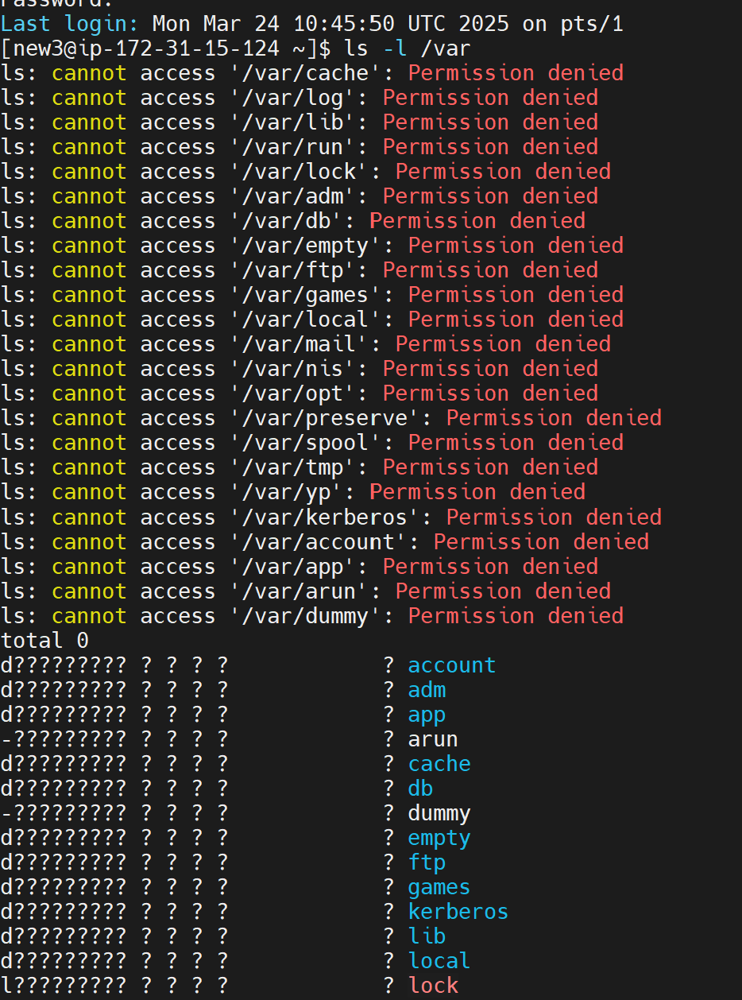 Password:
Last login: Mon Mar 24 10:45:50 UTC 2025 on pts/1
[new3@ip-172-31-15-124 ~]$ ls -l /var
ls: cannot access '/var/cache': Permission denied
ls: cannot access '/var/log': Permission denied
ls: cannot access '/var/lib': Permission denied
ls: cannot access '/var/run': Permission denied
ls: cannot access '/var/lock': Permission denied
ls: cannot access '/var/adm': Permission denied
ls: cannot access '/var/db': Permission denied
ls: cannot access '/var/empty': Permission denied
ls: cannot access '/var/ftp': Permission denied
ls: cannot access '/var/games': Permission denied
ls: cannot access '/var/local': Permission denied
ls: cannot access '/var/mail': Permission denied
ls: cannot access '/var/nis': Permission denied
ls: cannot access '/var/opt': Permission denied
ls: cannot access '/var/preserve': Permission denied
ls: cannot access '/var/spool': Permission denied
ls: cannot access '/var/tmp': Permission denied
ls: cannot access '/var/yp': Permission denied
ls: cannot access '/var/kerberos': Permission denied
ls: cannot access '/var/account': Permission denied
ls: cannot access '/var/app': Permission denied
ls: cannot access '/var/arun': Permission denied
ls: cannot access '/var/dummy': Permission denied
total 0
d????????? ? ? ? ?            ? account
d????????? ? ? ? ?            ? adm
d????????? ? ? ? ?            ? app
-????????? ? ? ? ?            ? arun
d????????? ? ? ? ?            ? cache
d????????? ? ? ? ?            ? db
-????????? ? ? ? ?            ? dummy
d????????? ? ? ? ?            ? empty
d????????? ? ? ? ?            ? ftp
d????????? ? ? ? ?            ? games
d????????? ? ? ? ?            ? kerberos
d????????? ? ? ? ?            ? lib
d????????? ? ? ? ?            ? local
l????????? ? ? ? ?            ? lock